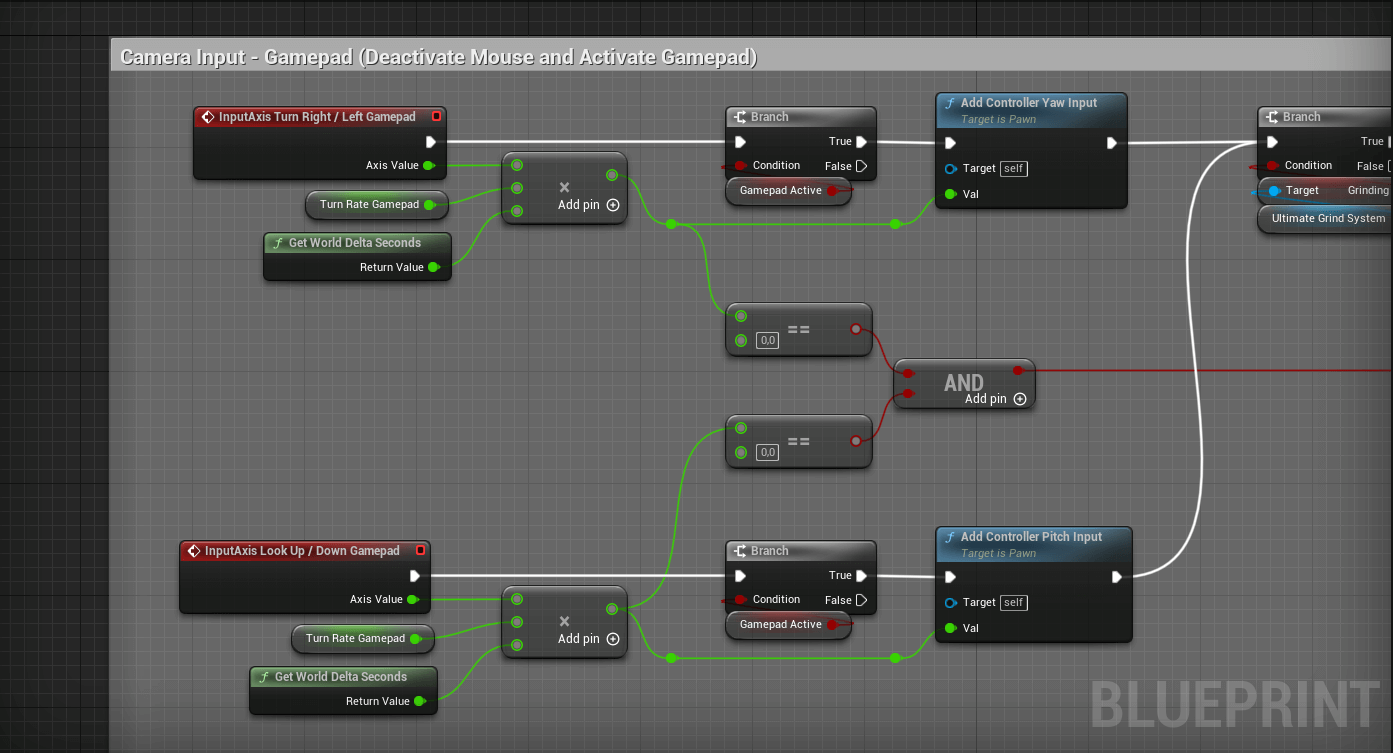 Camera Input - Gamepad (Deactivate Mouse and Activate Gamepad)
InputAxis Turn Right / Left Gamepad
Axis Value
Turn Rate Gamepad
f Get World Delta Seconds
Return Value
×
Add pin
Branch
True
Condition
False
Gamepad Active
f Add Controller Yaw Input
Target is Pawn
Target self
Val
Branch
True
Condition
False
Target Grinding
Ultimate Grind System
==
0,0
AND
Add pin
==
0,0
InputAxis Look Up / Down Gamepad
Axis Value
Turn Rate Gamepad
f Get World Delta Seconds
Return Value
×
Add pin
Branch
True
Condition
False
Gamepad Active
f Add Controller Pitch Input
Target is Pawn
Target self
Val
BLUEPRINT